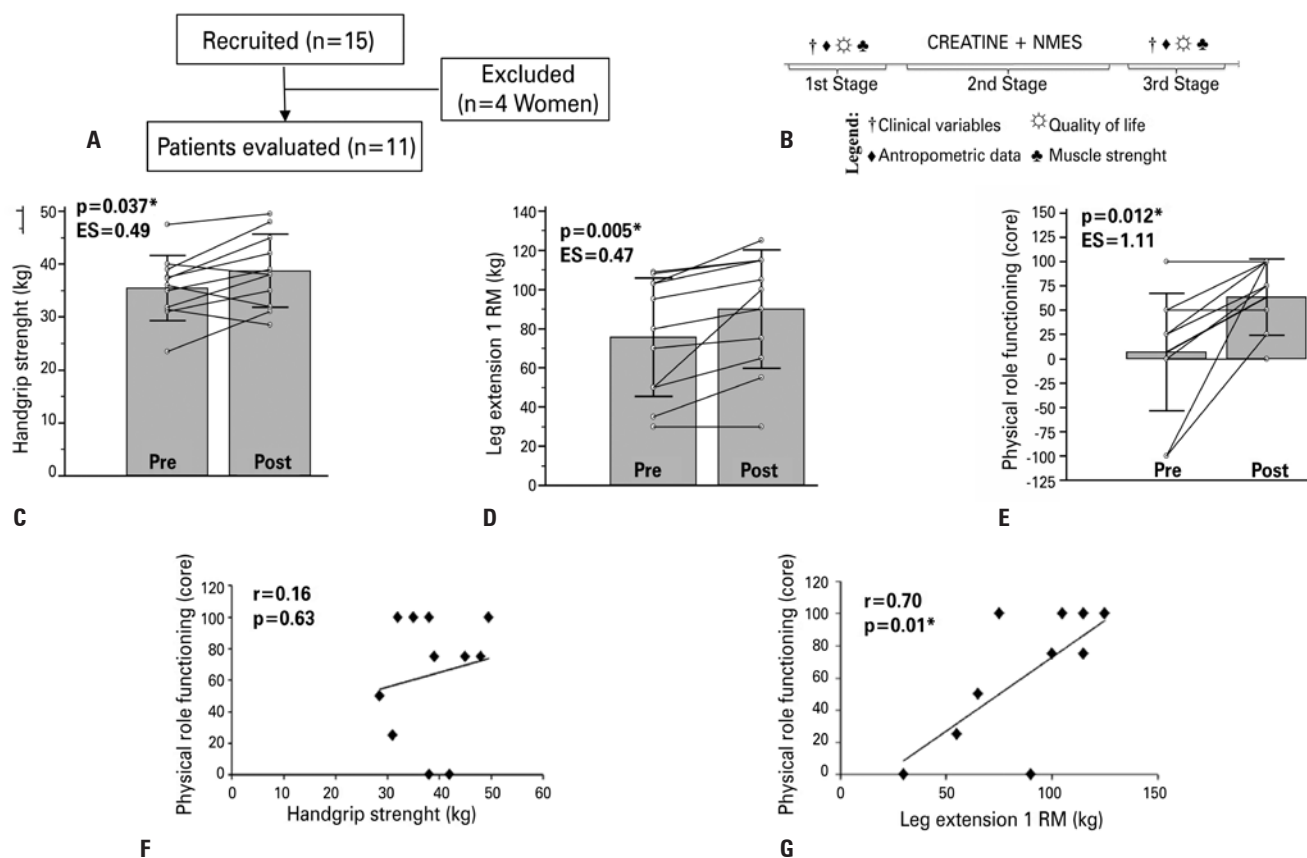 Recruited (n=15)
Excluded
(n=4 Women)
Patients evaluated (n=11)
A
† ♦ ☼ ♣ CREATINE + NMES † ♦ ☼ ♣
1st Stage 2nd Stage 3rd Stage
Legend:
†Clinical variables ☼Quality of life
♦Antropometric data ♣Muscle strenght
B
p=0.037*
ES=0.49
Handgrip strenght (kg)
50
40
30
20
10
0
Pre Post
C
p=0.005*
ES=0.47
Leg extension 1 RM (kg)
140
120
100
80
60
40
20
0
Pre Post
D
p=0.012*
ES=1.11
Physical role functioning (core)
150
125
100
75
50
25
0
-25
-50
-75
-100
-125
Pre Post
E
r=0.16
p=0.63
Physical role functioning (core)
120
100
80
60
40
20
0
0 10 20 30 40 50 60
Handgrip strenght (kg)
F
r=0.70
p=0.01*
Physical role functioning (core)
120
100
80
60
40
20
0
0 50 100 150
Leg extension 1 RM (kg)
G